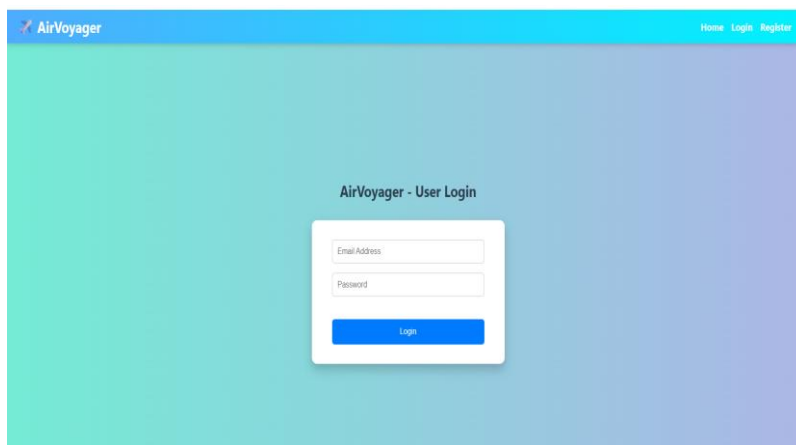 AirVoyager
Home Login Register
AirVoyager - User Login
Email Address
Password
Login